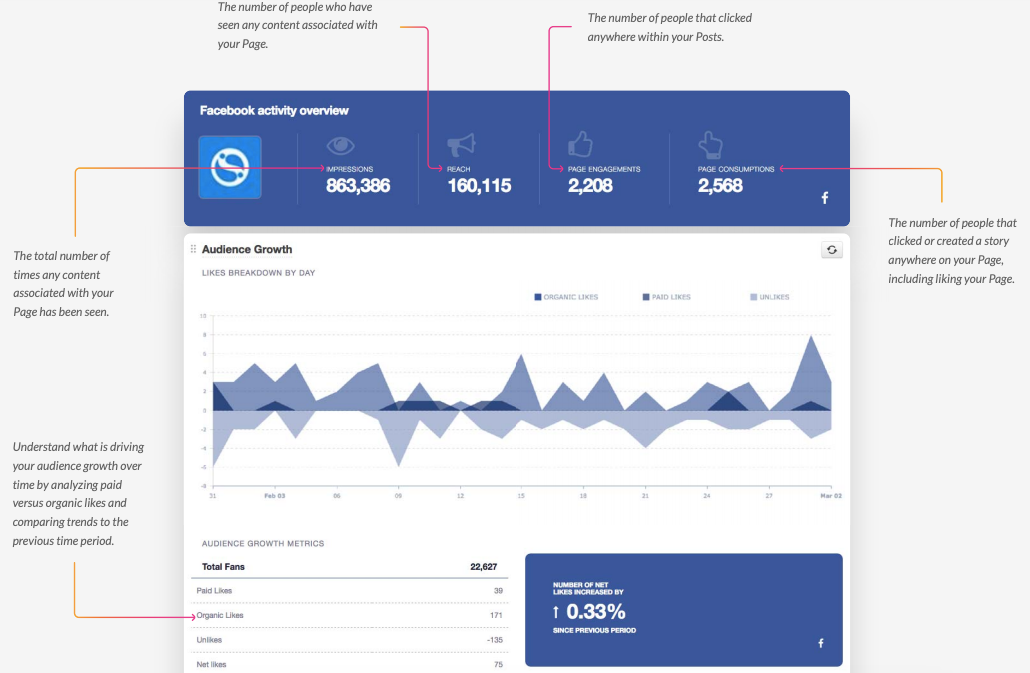 The number of people who have
seen any content associated with
your Page.
The number of people that clicked
anywhere within your Posts.
Facebook activity overview
IMPRESSIONS
863,386
REACH
160,115
PAGE ENGAGEMENTS
2,208
PAGE CONSUMPTIONS
2,568
The total number of
times any content
associated with your
Page has been seen.
The number of people that
clicked or created a story
anywhere on your Page,
including liking your Page.
Audience Growth
LIKES BREAKDOWN BY DAY
ORGANIC LIKES PAID LIKES UNLIKES
10
8
4
2
0
-2
-4
-8
31 Feb 03 06 09 12 15 18 21 24 27 Mar 02
Understand what is driving
your audience growth over
time by analyzing paid
versus organic likes and
comparing trends to the
previous time period.
AUDIENCE GROWTH METRICS
Total Fans 22,627
Paid Likes 39
Organic Likes 171
Unlikes -135
Net likes 75
NUMBER OF NET
LIKES INCREASED BY
↑ 0.33%
SINCE PREVIOUS PERIOD